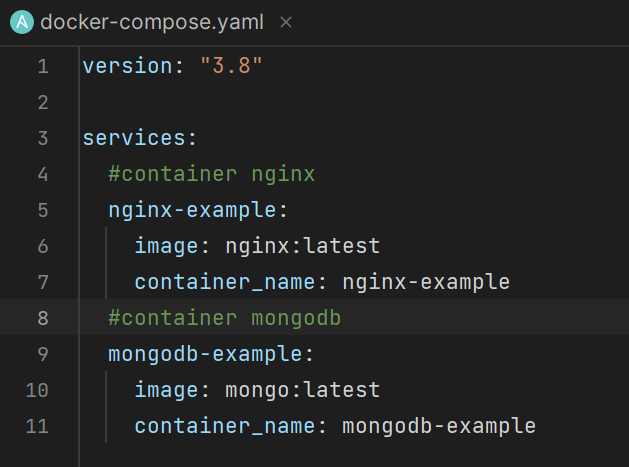 docker-compose.yaml ×
1 version: "3.8"
2
3 services:
4   #container nginx
5   nginx-example:
6     image: nginx:latest
7     container_name: nginx-example
8   #container mongodb
9   mongodb-example:
10     image: mongo:latest
11     container_name: mongodb-example